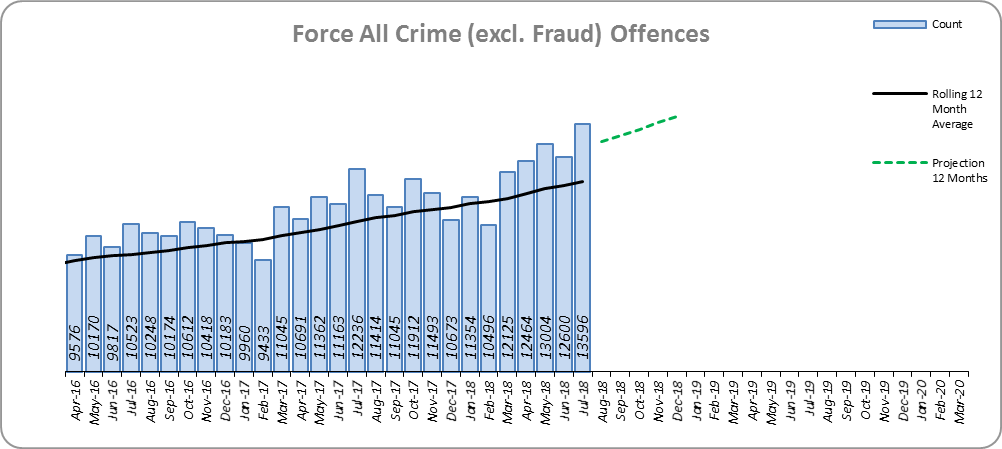 Force All Crime (excl. Fraud) Offences
Count
Rolling 12
Month
Average
Projection
12 Months
9576
10170
9817
10523
10248
10174
10612
10418
10183
9960
9433
11045
10691
11362
11163
12236
11414
11045
11912
11493
10673
11354
10496
12125
12464
13004
12600
13596
Apr-16
May-16
Jun-16
Jul-16
Aug-16
Sep-16
Oct-16
Nov-16
Dec-16
Jan-17
Feb-17
Mar-17
Apr-17
May-17
Jun-17
Jul-17
Aug-17
Sep-17
Oct-17
Nov-17
Dec-17
Jan-18
Feb-18
Mar-18
Apr-18
May-18
Jun-18
Jul-18
Aug-18
Sep-18
Oct-18
Nov-18
Dec-18
Jan-19
Feb-19
Mar-19
Apr-19
May-19
Jun-19
Jul-19
Aug-19
Sep-19
Oct-19
Nov-19
Dec-19
Jan-20
Feb-20
Mar-20